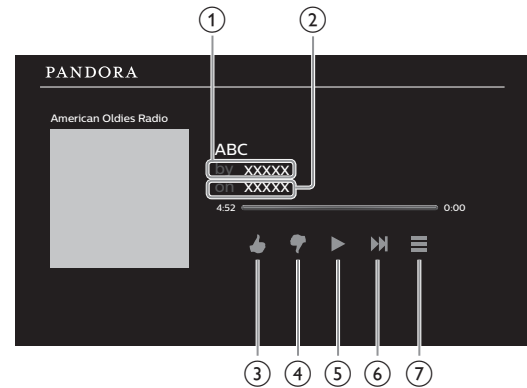 ① ②
PANDORA
American Oldies Radio
ABC
by xxxxx
on xxxxx
4:52 0:00
③ ④ ⑤ ⑥ ⑦